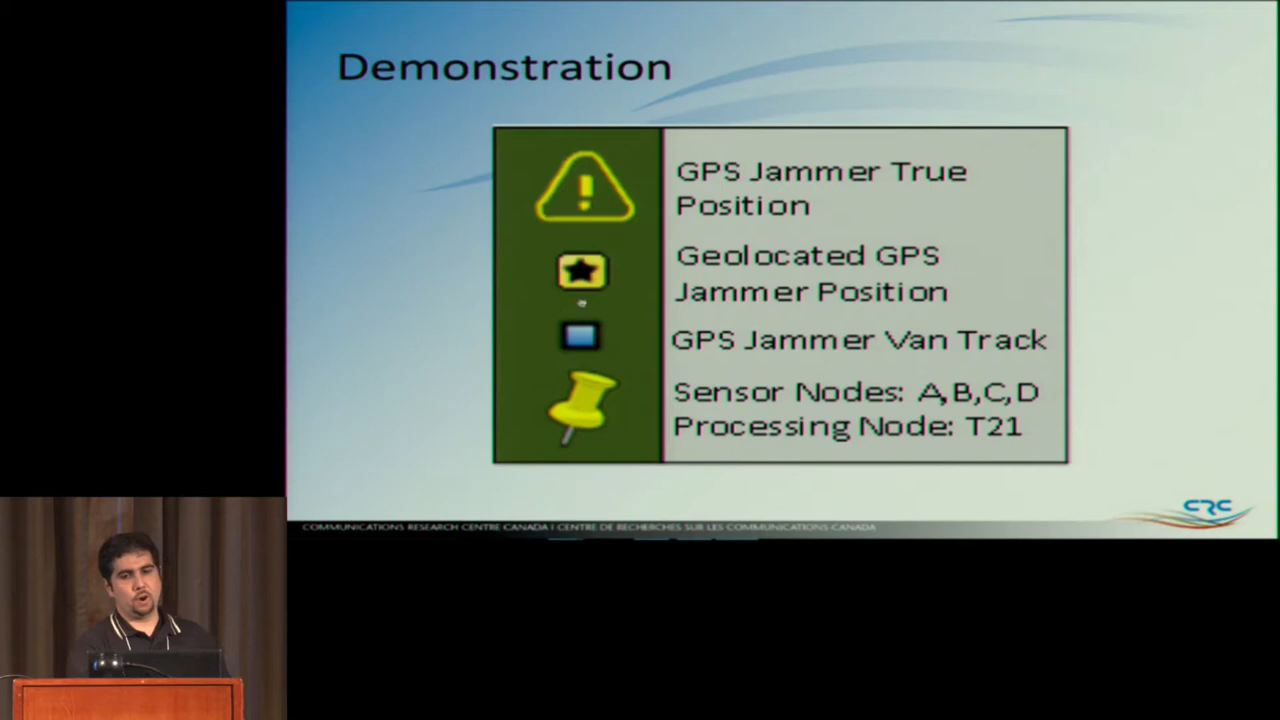 Demonstration
GPS Jammer True
Position
Geolocated GPS
Jammer Position
GPS Jammer Van Track
Sensor Nodes: A,B,C,D
Processing Node: T21
CRC
COMMUNICATIONS RESEARCH CENTRE CANADA | CENTRE DE RECHERCHES SUR LES COMMUNICATIONS CANADA